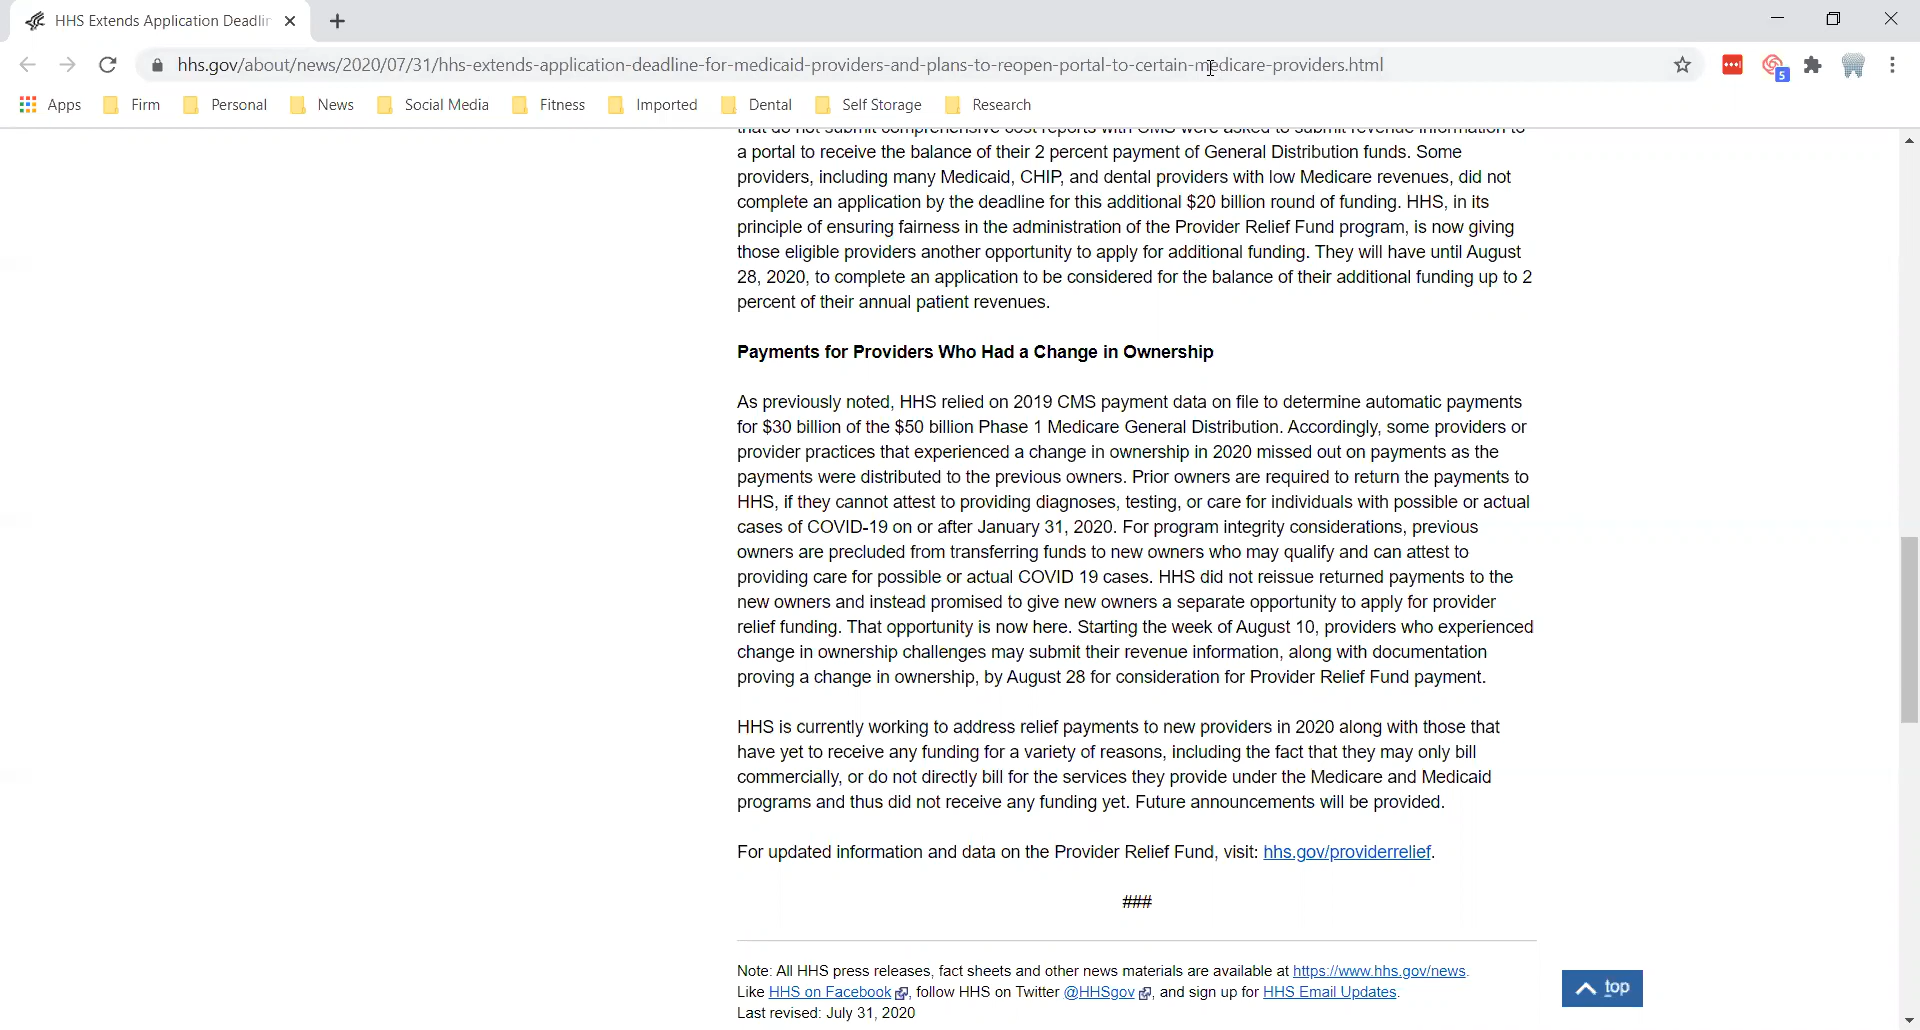 HHS Extends Application Deadlin
hhs.gov/about/news/2020/07/31/hhs-extends-application-deadline-for-medicaid-providers-and-plans-to-reopen-portal-to-certain-medicare-providers.html
5
Apps Firm Personal News Social Media Fitness Imported Dental Self Storage Research
that do not submit comprehensive cost reports with CMS were asked to submit revenue information to
a portal to receive the balance of their 2 percent payment of General Distribution funds. Some
providers, including many Medicaid, CHIP, and dental providers with low Medicare revenues, did not
complete an application by the deadline for this additional $20 billion round of funding. HHS, in its
principle of ensuring fairness in the administration of the Provider Relief Fund program, is now giving
those eligible providers another opportunity to apply for additional funding. They will have until August
28, 2020, to complete an application to be considered for the balance of their additional funding up to 2
percent of their annual patient revenues.
Payments for Providers Who Had a Change in Ownership
As previously noted, HHS relied on 2019 CMS payment data on file to determine automatic payments
for $30 billion of the $50 billion Phase 1 Medicare General Distribution. Accordingly, some providers or
provider practices that experienced a change in ownership in 2020 missed out on payments as the
payments were distributed to the previous owners. Prior owners are required to return the payments to
HHS, if they cannot attest to providing diagnoses, testing, or care for individuals with possible or actual
cases of COVID-19 on or after January 31, 2020. For program integrity considerations, previous
owners are precluded from transferring funds to new owners who may qualify and can attest to
providing care for possible or actual COVID 19 cases. HHS did not reissue returned payments to the
new owners and instead promised to give new owners a separate opportunity to apply for provider
relief funding. That opportunity is now here. Starting the week of August 10, providers who experienced
change in ownership challenges may submit their revenue information, along with documentation
proving a change in ownership, by August 28 for consideration for Provider Relief Fund payment.
HHS is currently working to address relief payments to new providers in 2020 along with those that
have yet to receive any funding for a variety of reasons, including the fact that they may only bill
commercially, or do not directly bill for the services they provide under the Medicare and Medicaid
programs and thus did not receive any funding yet. Future announcements will be provided.
For updated information and data on the Provider Relief Fund, visit: hhs.gov/providerrelief.
###
Note: All HHS press releases, fact sheets and other news materials are available at https://www.hhs.gov/news.
Like HHS on Facebook, follow HHS on Twitter @HHSgov, and sign up for HHS Email Updates.
Last revised: July 31, 2020
top